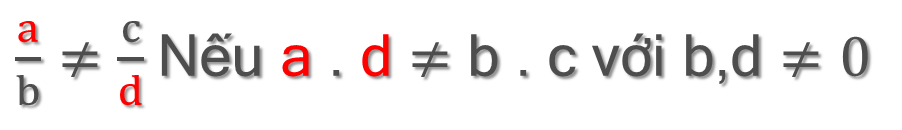 a/b ≠ c/d Nếu a . d ≠ b . c với b,d ≠ 0